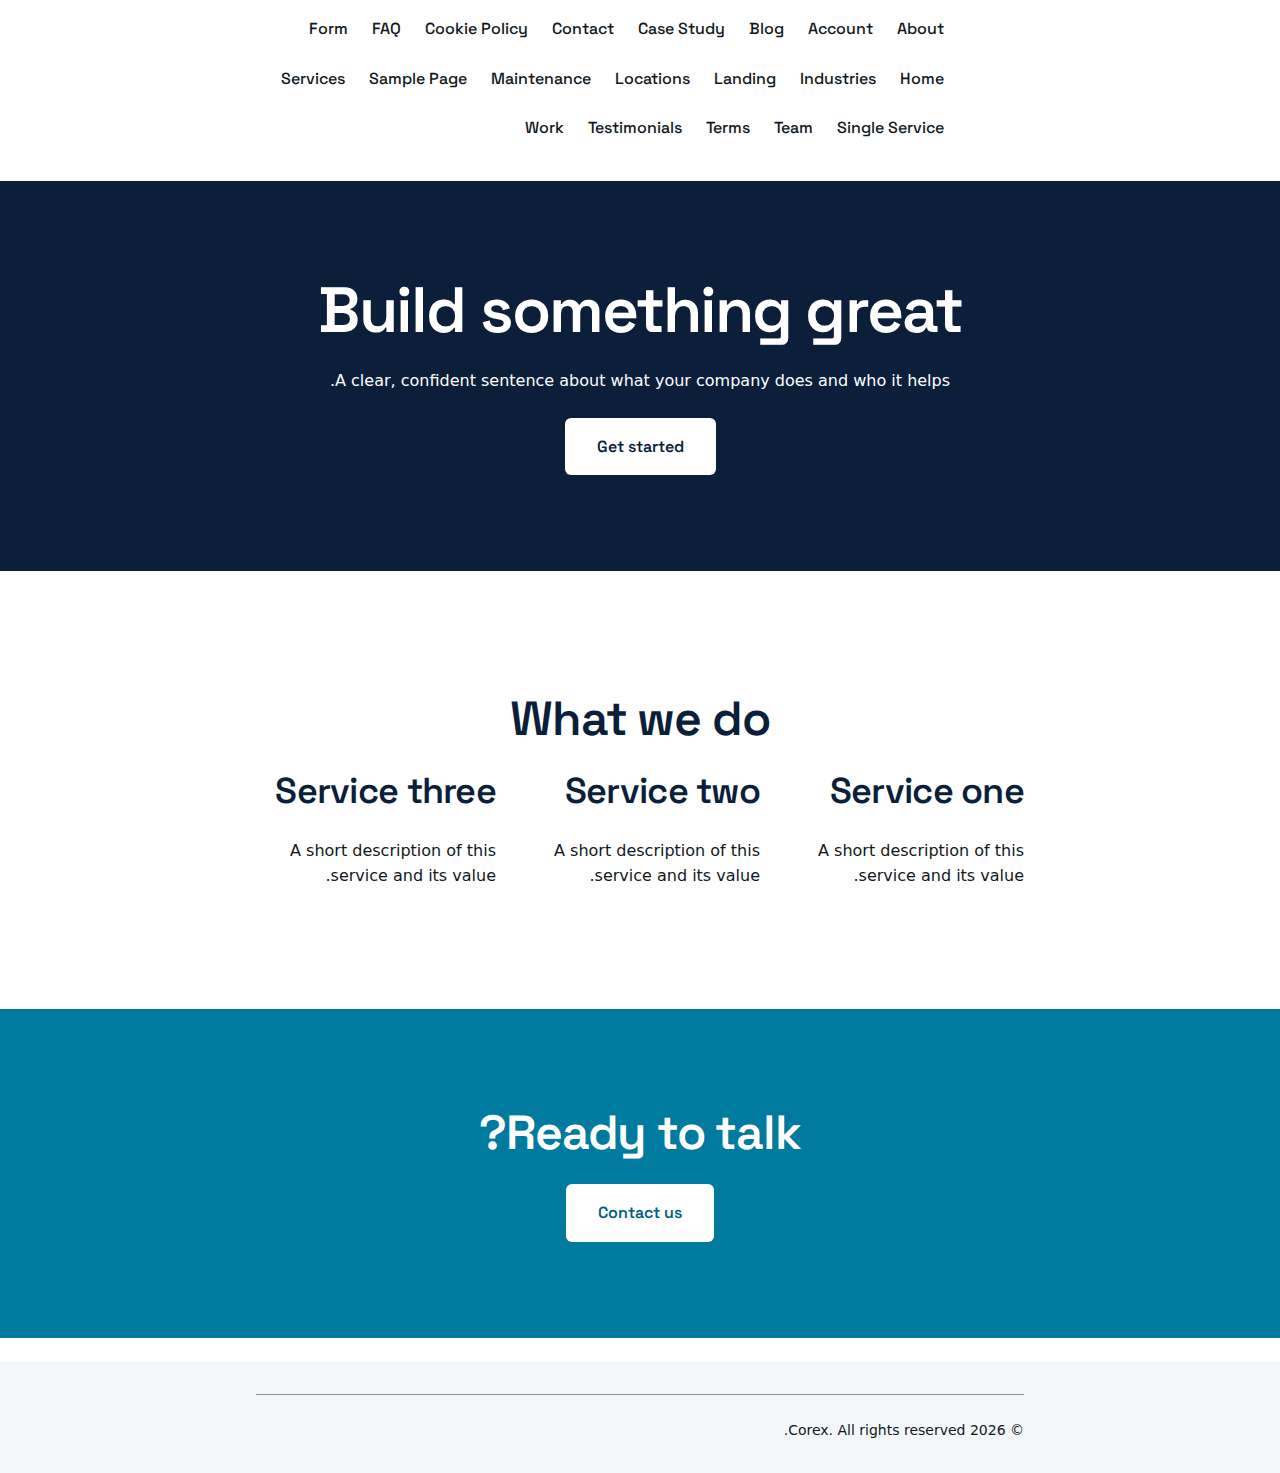 About Account Blog Case Study Contact Cookie Policy FAQ Form
Home Industries Landing Locations Maintenance Sample Page Services
Single Service Team Terms Testimonials Work
Build something great
.A clear, confident sentence about what your company does and who it helps
Get started
What we do
Service one
A short description of this
.service and its value
Service two
A short description of this
.service and its value
Service three
A short description of this
.service and its value
?Ready to talk
Contact us
.Corex. All rights reserved 2026 ©